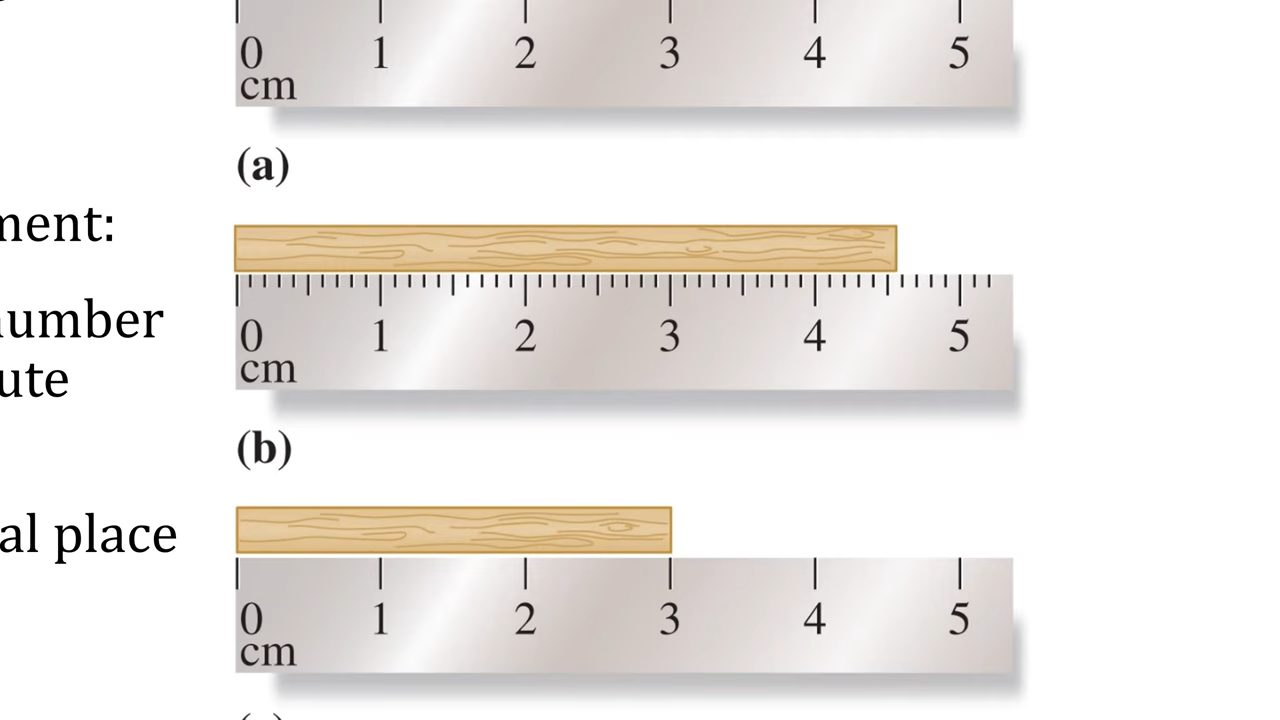 0 1 2 3 4 5
cm
(a)
ment:
0 1 2 3 4 5
number
cm
ute
(b)
al place
0 1 2 3 4 5
cm